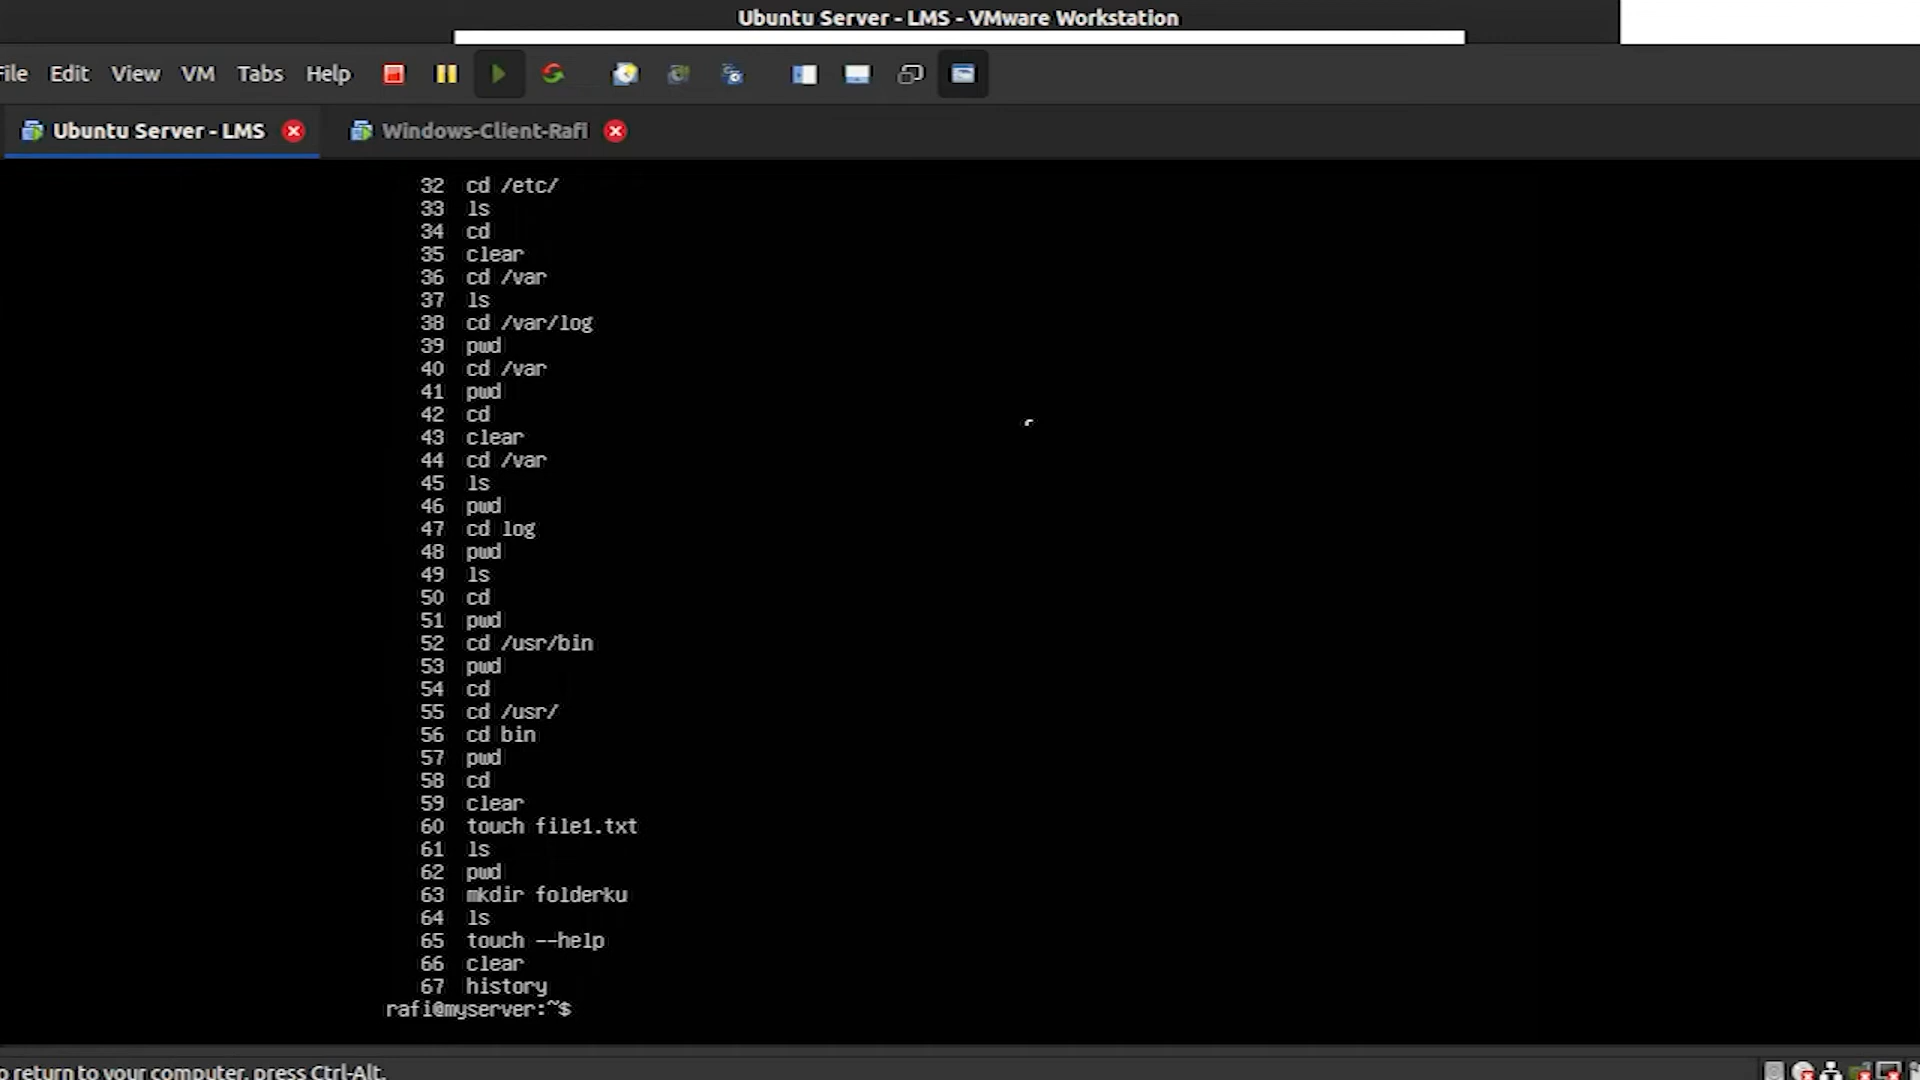 Ubuntu Server - LMS - VMware Workstation
File Edit View VM Tabs Help
Ubuntu Server - LMS Windows-Client-Rafi
32 cd /etc/
33 ls
34 cd
35 clear
36 cd /var
37 ls
38 cd /var/log
39 pwd
40 cd /var
41 pwd
42 cd
43 clear
44 cd /var
45 ls
46 pwd
47 cd log
48 pwd
49 ls
50 cd
51 pwd
52 cd /usr/bin
53 pwd
54 cd
55 cd /usr/
56 cd bin
57 pwd
58 cd
59 clear
60 touch file1.txt
61 ls
62 pwd
63 mkdir folderku
64 ls
65 touch --help
66 clear
67 history
rafi@myserver:~$
o return to your computer, press Ctrl-Alt.